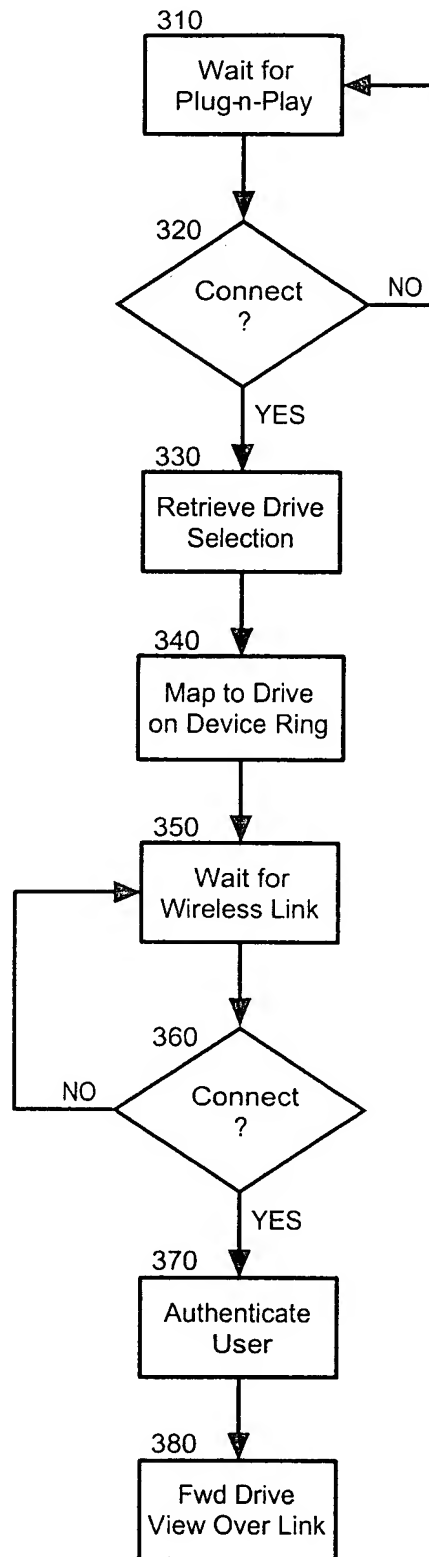 310
Wait for
Plug-n-Play
320
Connect
?
NO
YES
330
Retrieve Drive
Selection
340
Map to Drive
on Device Ring
350
Wait for
Wireless Link
360
Connect
?
NO
YES
370
Authenticate
User
380
Fwd Drive
View Over Link